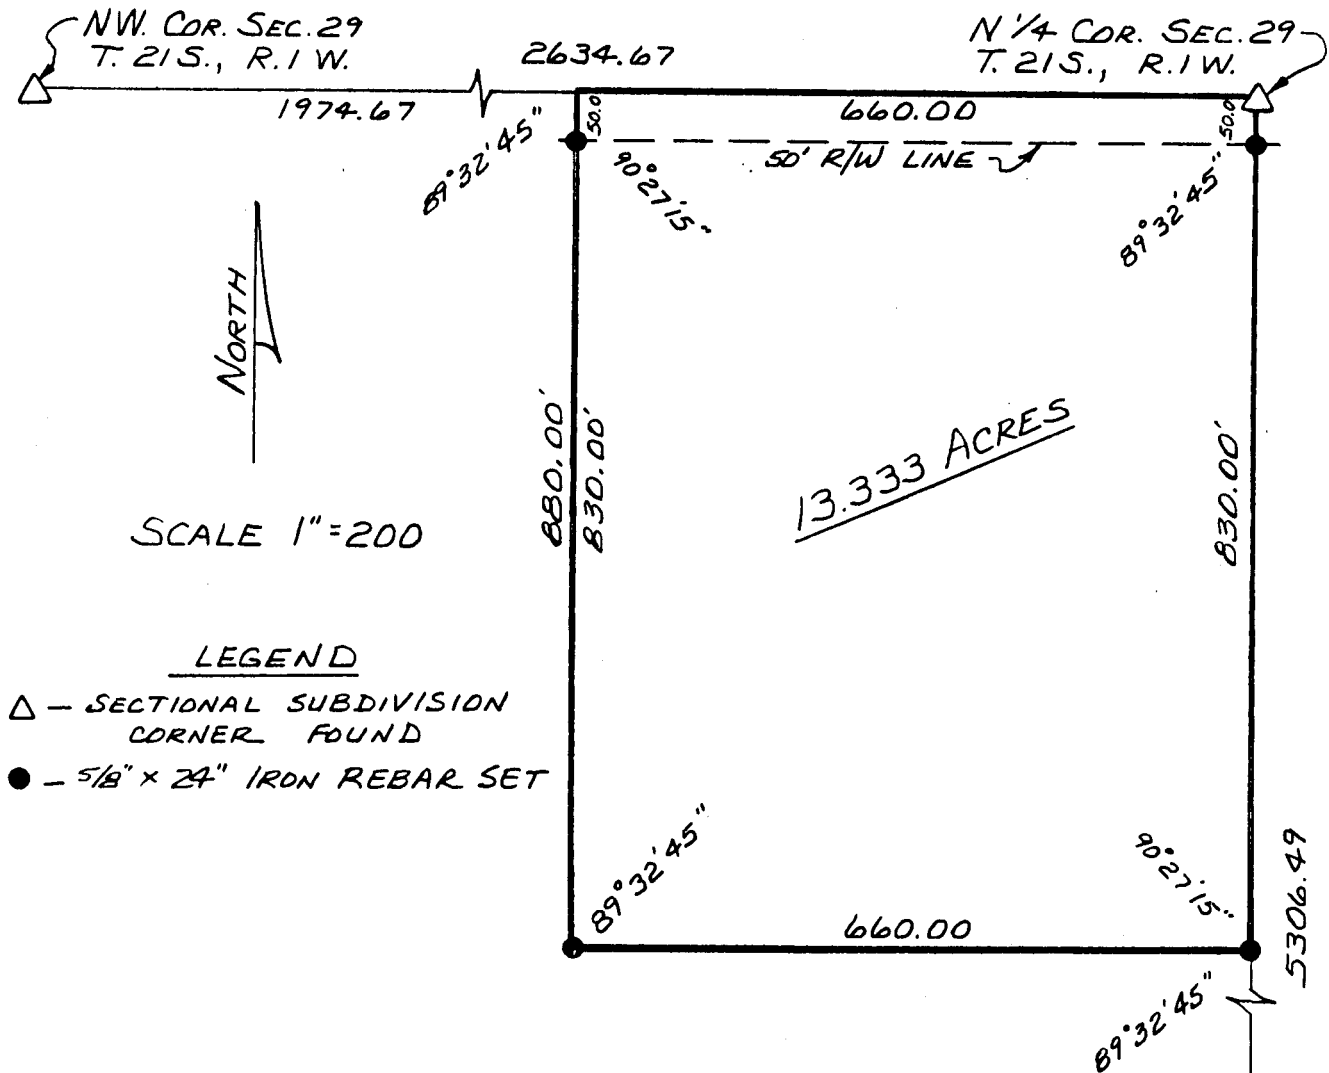 NW. COR. SEC. 29
T. 21 S., R. 1 W.
2634.67
N 1/4 COR. SEC. 29
T. 21 S., R. 1 W.
1974.67
660.00
50.0
50.0
89°32'45"
90°27'15"
50' R/W LINE
89°32'45"
NORTH
880.00'
830.00'
13.333 ACRES
830.00'
SCALE 1"=200
LEGEND
△ – SECTIONAL SUBDIVISION
CORNER FOUND
● – 5/8" x 24" IRON REBAR SET
89°32'45"
90°27'15"
660.00
5306.49
89°32'45"